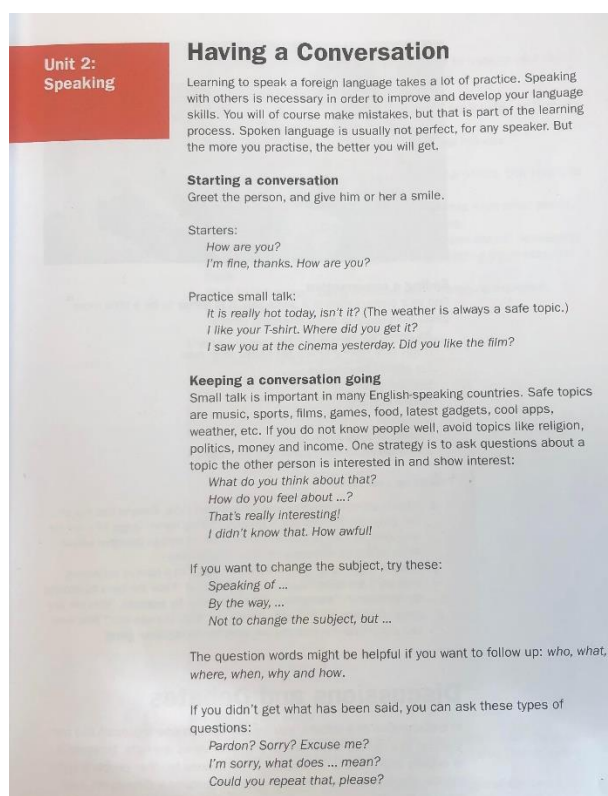 Unit 2:
Speaking
Having a Conversation
Learning to speak a foreign language takes a lot of practice. Speaking
with others is necessary in order to improve and develop your language
skills. You will of course make mistakes, but that is part of the learning
process. Spoken language is usually not perfect, for any speaker. But
the more you practise, the better you will get.
Starting a conversation
Greet the person, and give him or her a smile.
Starters:
How are you?
I'm fine, thanks. How are you?
Practice small talk:
It is really hot today, isn't it? (The weather is always a safe topic.)
I like your T-shirt. Where did you get it?
I saw you at the cinema yesterday. Did you like the film?
Keeping a conversation going
Small talk is important in many English-speaking countries. Safe topics
are music, sports, films, games, food, latest gadgets, cool apps,
weather, etc. If you do not know people well, avoid topics like religion,
politics, money and income. One strategy is to ask questions about a
topic the other person is interested in and show interest:
What do you think about that?
How do you feel about ...?
That's really interesting!
I didn't know that. How awful!
If you want to change the subject, try these:
Speaking of ...
By the way, ...
Not to change the subject, but ...
The question words might be helpful if you want to follow up: who, what,
where, when, why and how.
If you didn't get what has been said, you can ask these types of
questions:
Pardon? Sorry? Excuse me?
I'm sorry, what does ... mean?
Could you repeat that, please?